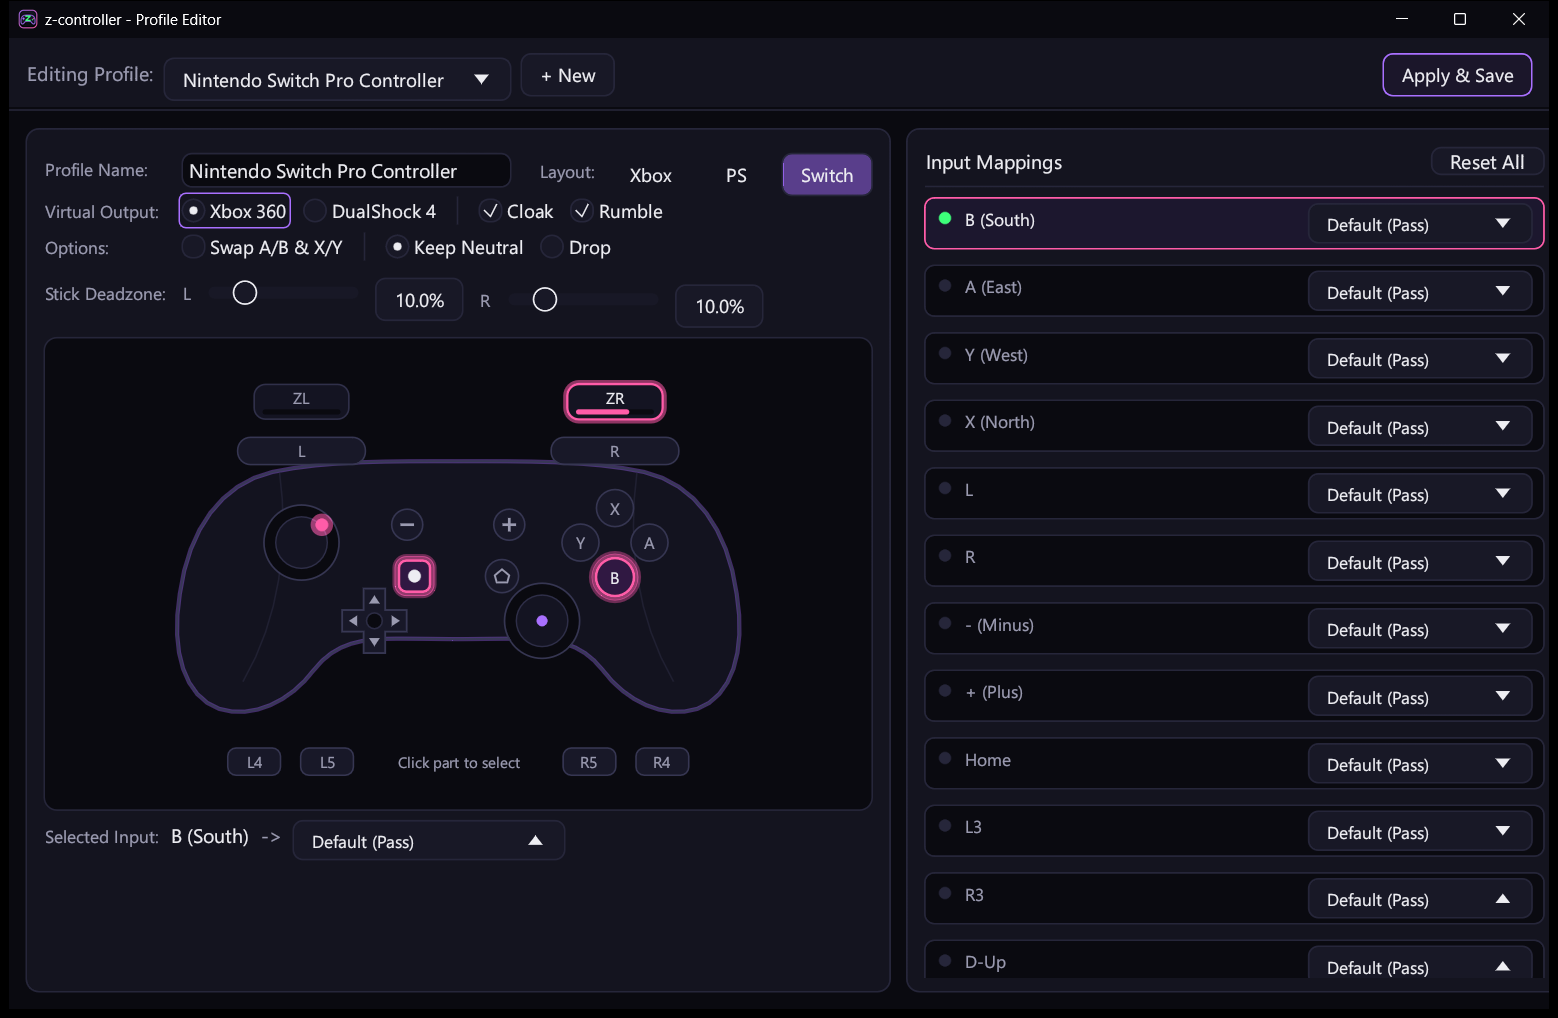 z-controller - Profile Editor
Editing Profile: Nintendo Switch Pro Controller + New Apply & Save
Profile Name: Nintendo Switch Pro Controller Layout: Xbox PS Switch
Virtual Output: Xbox 360 DualShock 4 Cloak Rumble
Options: Swap A/B & X/Y Keep Neutral Drop
Stick Deadzone: L 10.0% R 10.0%
ZL ZR
L R
X
Y A
B
L4 L5 Click part to select R5 R4
Selected Input: B (South) -> Default (Pass)
Input Mappings Reset All
B (South) Default (Pass)
A (East) Default (Pass)
Y (West) Default (Pass)
X (North) Default (Pass)
L Default (Pass)
R Default (Pass)
- (Minus) Default (Pass)
+ (Plus) Default (Pass)
Home Default (Pass)
L3 Default (Pass)
R3 Default (Pass)
D-Up Default (Pass)